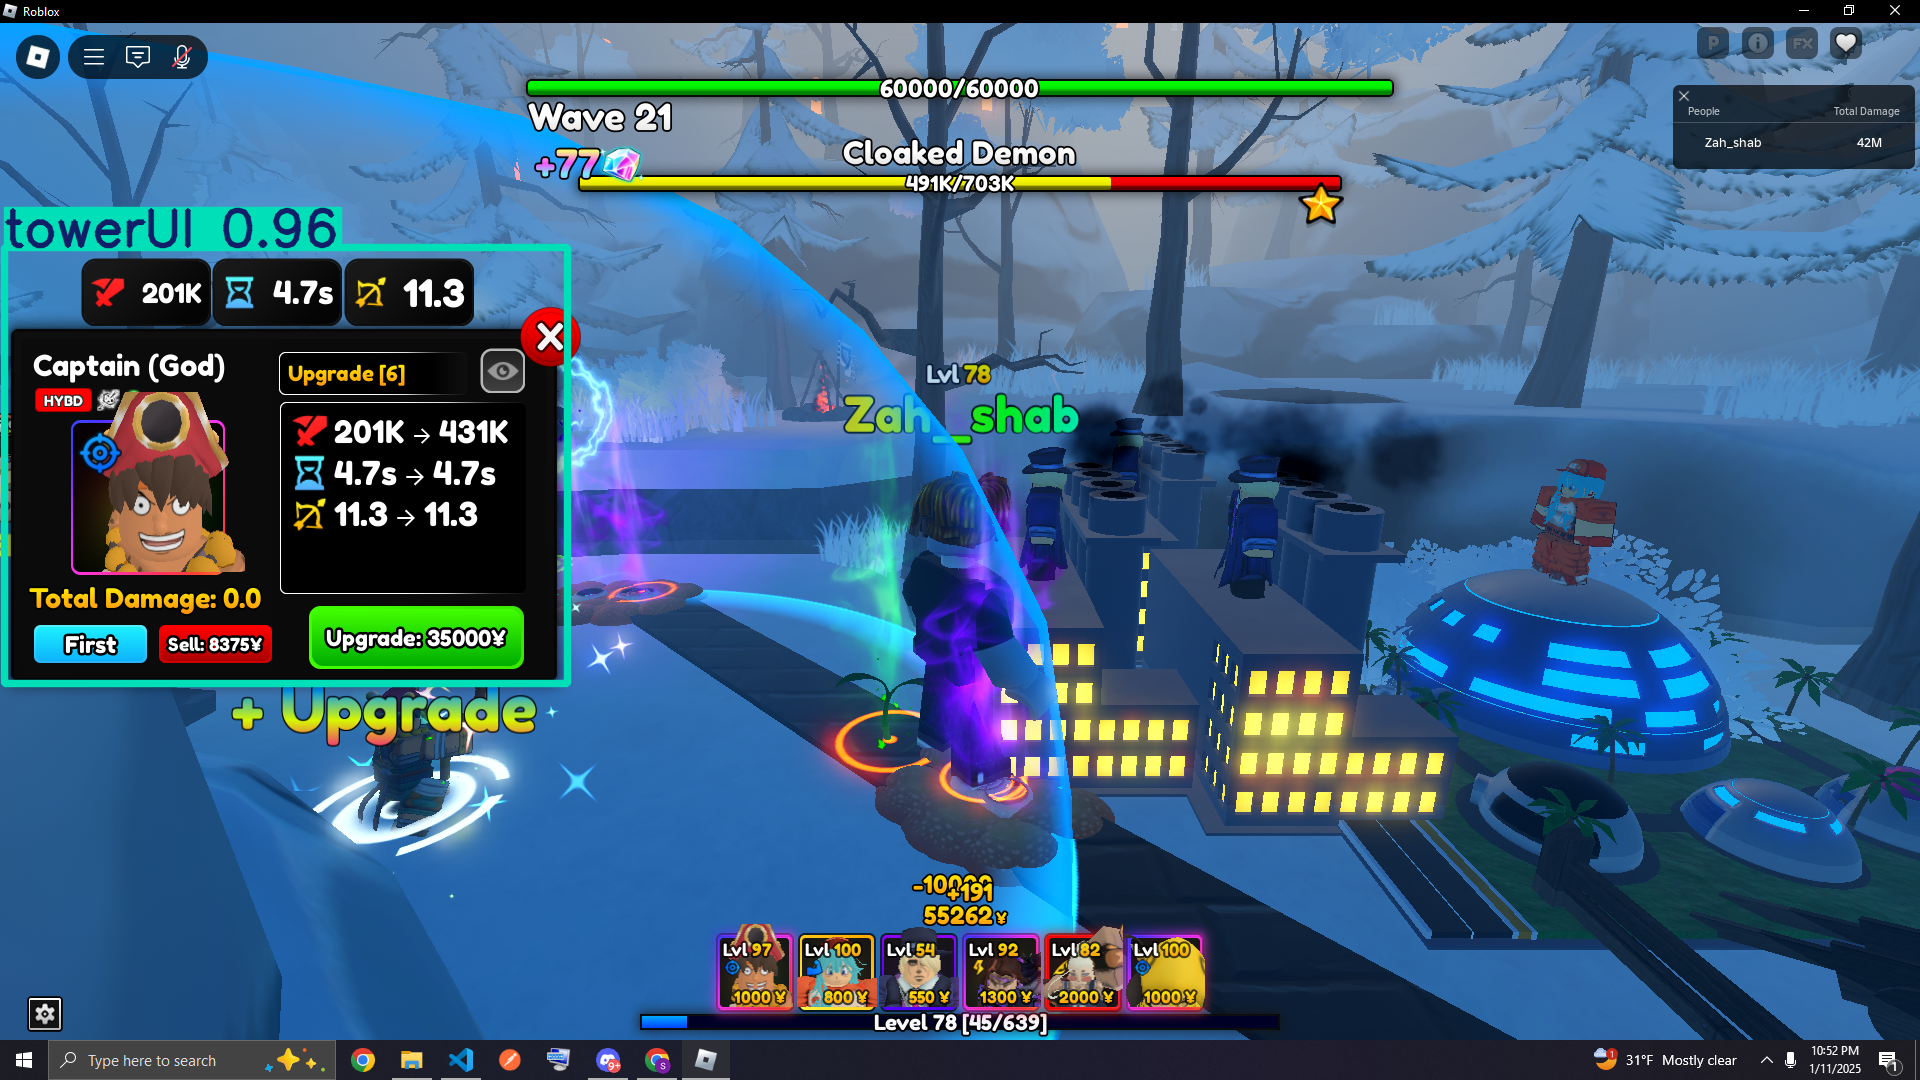 Roblox
P
FX
60000/60000
Wave 21
+77
Cloaked Demon
491K/703K
People
Total Damage
Zah_shab
42M
towerUI 0.96
201K
4.7s
11.3
Captain (God)
HYBD
Upgrade [6]
201K → 431K
4.7s → 4.7s
11.3 → 11.3
Total Damage: 0.0
First
Sell: 8375¥
Upgrade: 35000¥
+ Upgrade
Lvl 78
Zah_shab
+191
55262 ¥
Lvl 97
1000 ¥
Lvl 100
800 ¥
Lvl 54
550 ¥
Lvl 92
1300 ¥
Lvl 82
2000 ¥
Lvl 100
1000 ¥
Level 78 [45/639]
Type here to search
9+
S
1
31°F Mostly clear
10:52 PM
1/11/2025
1